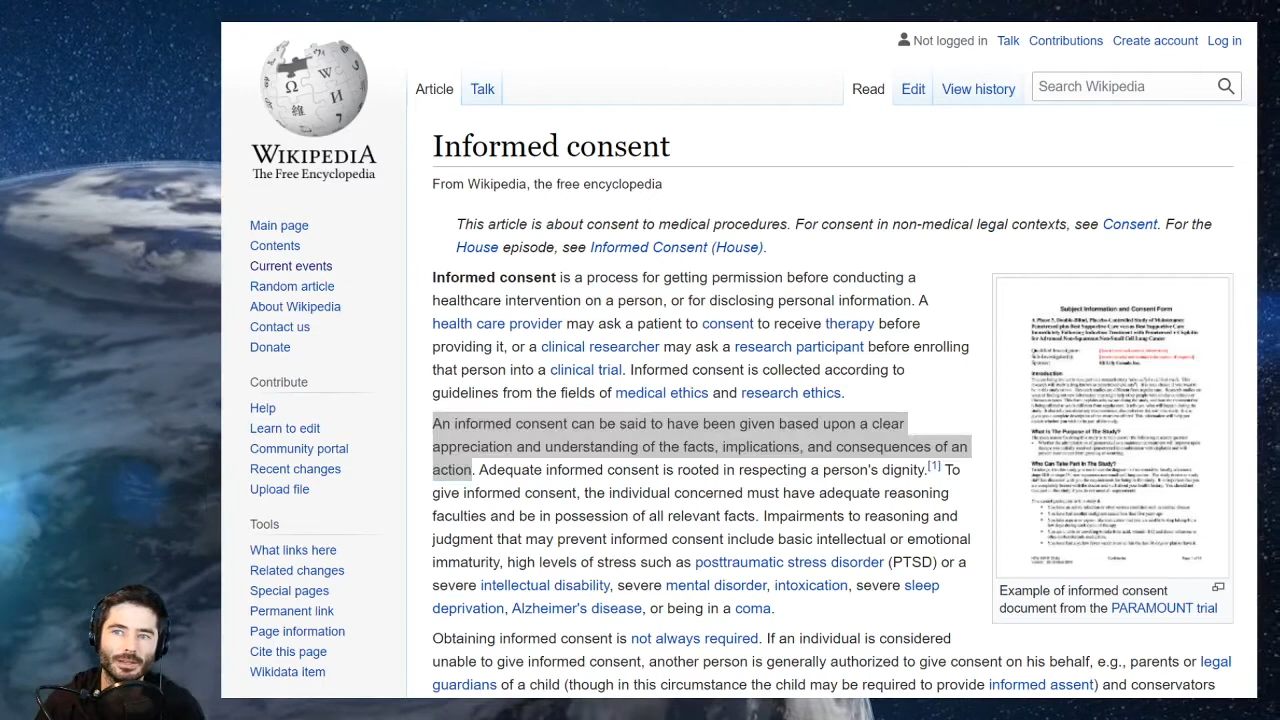 Not logged in Talk Contributions Create account Log in
Article Talk Read Edit View history Search Wikipedia
WIKIPEDIA
The Free Encyclopedia
Main page
Contents
Current events
Random article
About Wikipedia
Contact us
Donate
Contribute
Help
Learn to edit
Community portal
Recent changes
Upload file
Tools
What links here
Related changes
Special pages
Permanent link
Page information
Cite this page
Wikidata item
Informed consent
From Wikipedia, the free encyclopedia
This article is about consent to medical procedures. For consent in non-medical legal contexts, see Consent. For the
House episode, see Informed Consent (House).
Informed consent is a process for getting permission before conducting a
healthcare intervention on a person, or for disclosing personal information. A
health care provider may ask a patient to consent to receive therapy before
providing it, or a clinical researcher may ask a research participant before enrolling
that person into a clinical trial. Informed consent is collected according to
guidelines from the fields of medical ethics and research ethics.
An informed consent can be said to have been given based upon a clear
appreciation and understanding of the facts, implications, and consequences of an
action. Adequate informed consent is rooted in respecting a person's dignity.[1] To
give informed consent, the individual concerned must have adequate reasoning
faculties and be in possession of all relevant facts. Impairments to reasoning and
judgment that may prevent informed consent include basic intellectual or emotional
immaturity, high levels of stress such as posttraumatic stress disorder (PTSD) or a
severe intellectual disability, severe mental disorder, intoxication, severe sleep
deprivation, Alzheimer's disease, or being in a coma.
Obtaining informed consent is not always required. If an individual is considered
unable to give informed consent, another person is generally authorized to give consent on his behalf, e.g., parents or legal
guardians of a child (though in this circumstance the child may be required to provide informed assent) and conservators
Subject Information and Consent Form
Introduction
What Is The Purpose of The Study?
Who Can Take Part In The Study?
Example of informed consent
document from the PARAMOUNT trial